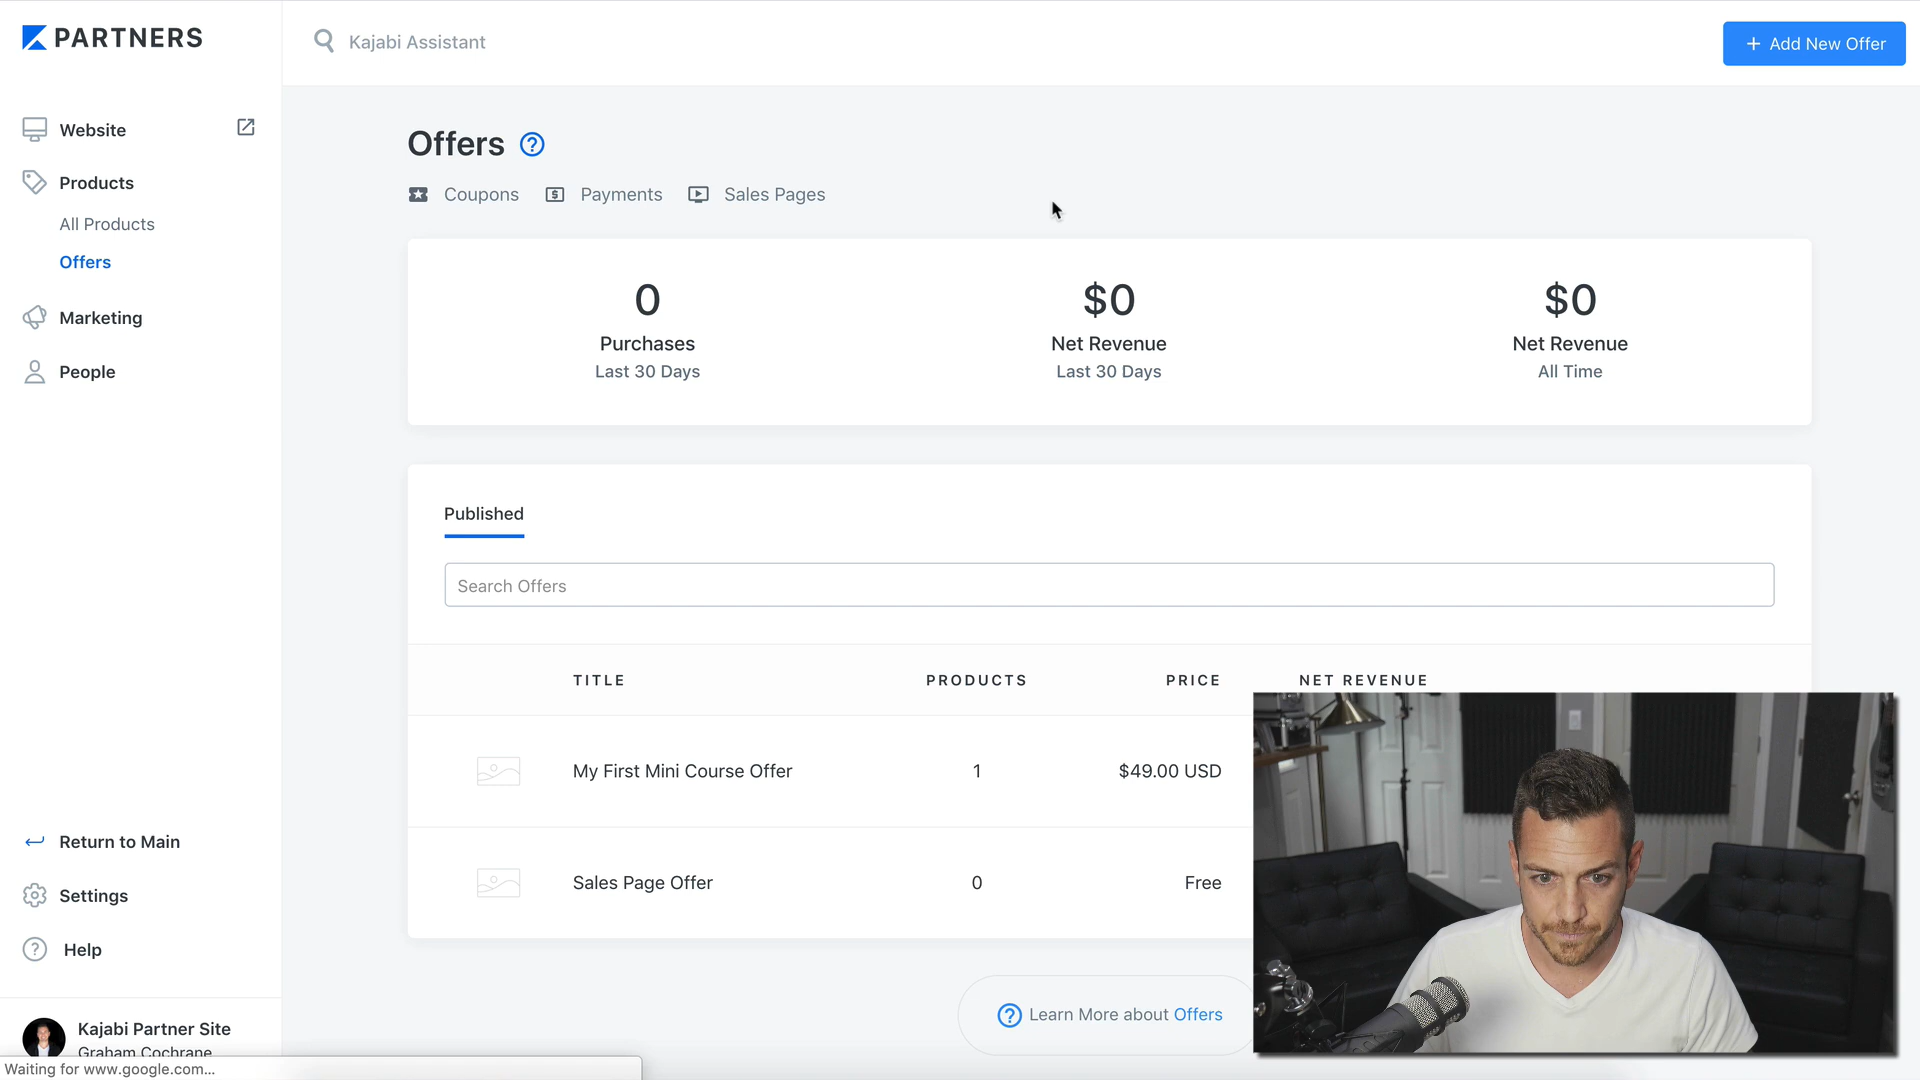 PARTNERS
Kajabi Assistant
+ Add New Offer
Website
Products
All Products
Offers
Marketing
People
Offers ?
Coupons Payments Sales Pages
0
Purchases
Last 30 Days
$0
Net Revenue
Last 30 Days
$0
Net Revenue
All Time
Published
Search Offers
TITLE PRODUCTS PRICE NET REVENUE
My First Mini Course Offer 1 $49.00 USD
Sales Page Offer 0 Free
? Learn More about Offers
Return to Main
Settings
? Help
Kajabi Partner Site
Graham Cochrane
Waiting for www.google.com...